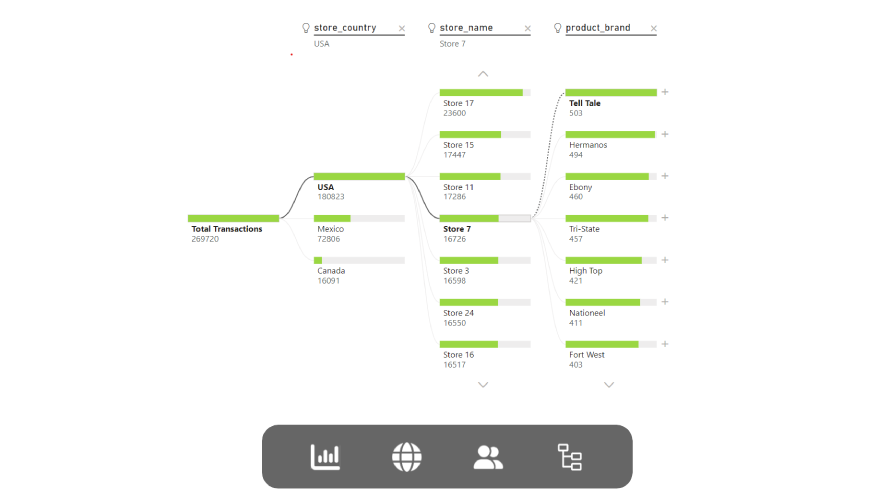 store_country
USA
store_name
Store 7
product_brand
Total Transactions
269720
USA
180823
Mexico
72806
Canada
16091
Store 17
23600
Store 15
17447
Store 11
17286
Store 7
16726
Store 3
16598
Store 24
16550
Store 16
16517
Tell Tale
503
Hermanos
494
Ebony
460
Tri-State
457
High Top
421
Nationeel
411
Fort West
403